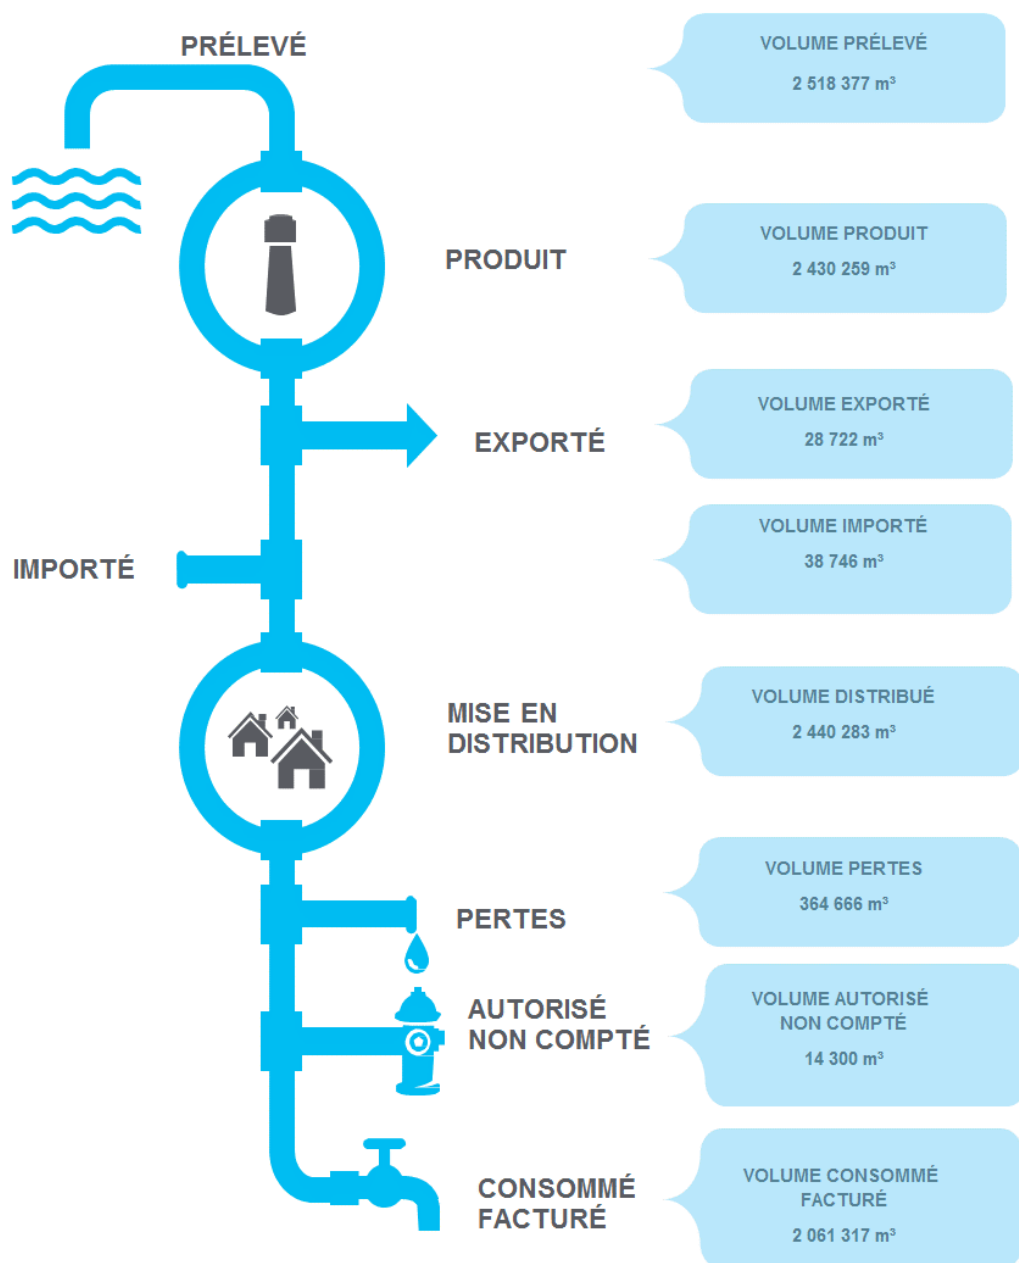 PRÉLEVÉ
VOLUME PRÉLEVÉ
2 518 377 m³
PRODUIT
VOLUME PRODUIT
2 430 259 m³
EXPORTÉ
VOLUME EXPORTÉ
28 722 m³
IMPORTÉ
VOLUME IMPORTÉ
38 746 m³
MISE EN
DISTRIBUTION
VOLUME DISTRIBUÉ
2 440 283 m³
PERTES
VOLUME PERTES
364 666 m³
AUTORISÉ
NON COMPTÉ
VOLUME AUTORISÉ
NON COMPTÉ
14 300 m³
CONSOMMÉ
FACTURÉ
VOLUME CONSOMMÉ
FACTURÉ
2 061 317 m³